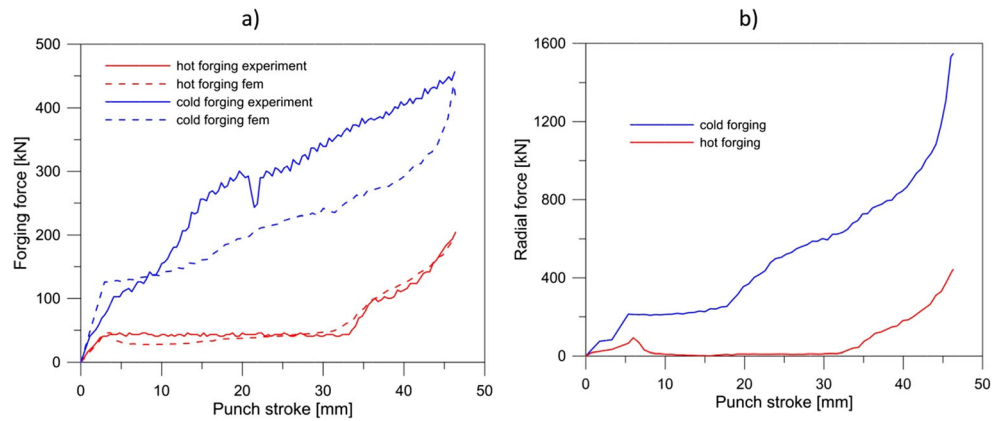 a)
500
400
300
200
100
0
Forging force [kN]
hot forging experiment
hot forging fem
cold forging experiment
cold forging fem
0 10 20 30 40 50
Punch stroke [mm]
b)
1600
1200
800
400
0
Radial force [kN]
cold forging
hot forging
0 10 20 30 40 50
Punch stroke [mm]